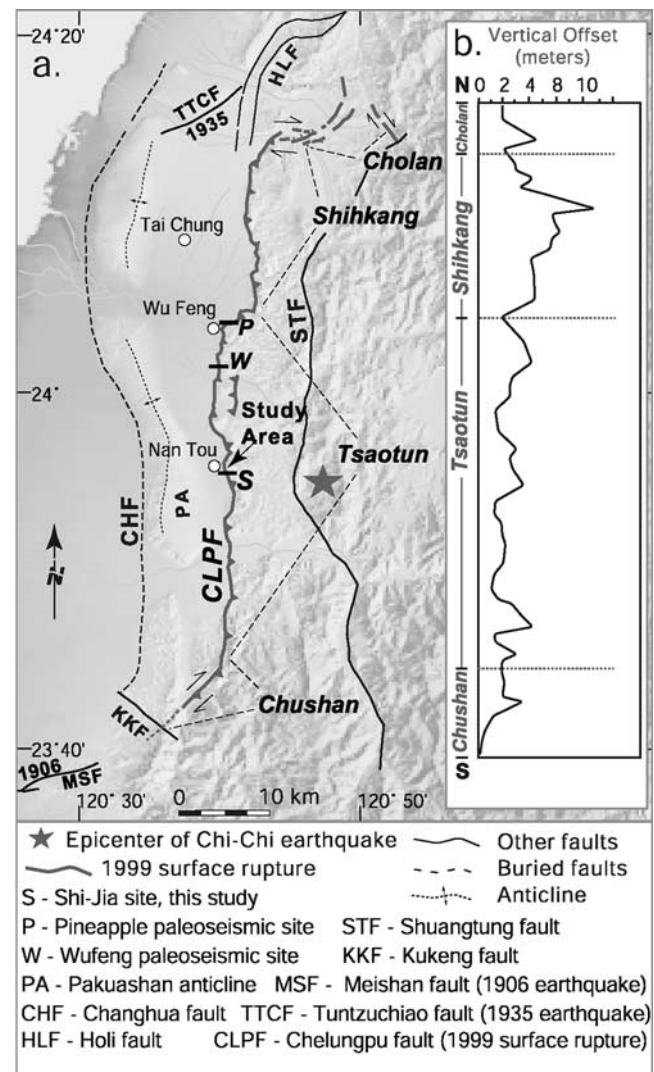 24°20'
a.
HLF
TTCF
1935
Cholan
Shihkang
Tai Chung
Wu Feng
P
STF
24°
W
Study
Area
Nan Tou
S
Tsaotun
CHF
PA
CLPF
N
Chushan
23°40'
KKF
1906
MSF
120°30'
120°50'
0 10 km
b. Vertical Offset
(meters)
N 0 2 4 8 10
Cholan
Shihkang
Tsaotun
Chushan
S
Epicenter of Chi-Chi earthquake
Other faults
1999 surface rupture
Buried faults
S - Shi-Jia site, this study
Anticline
P - Pineapple paleoseismic site STF - Shuangtung fault
W - Wufeng paleoseismic site KKF - Kukeng fault
PA - Pakuashan anticline MSF - Meishan fault (1906 earthquake)
CHF - Changhua fault TTCF - Tuntzuchiao fault (1935 earthquake)
HLF - Holi fault CLPF - Chelungpu fault (1999 surface rupture)